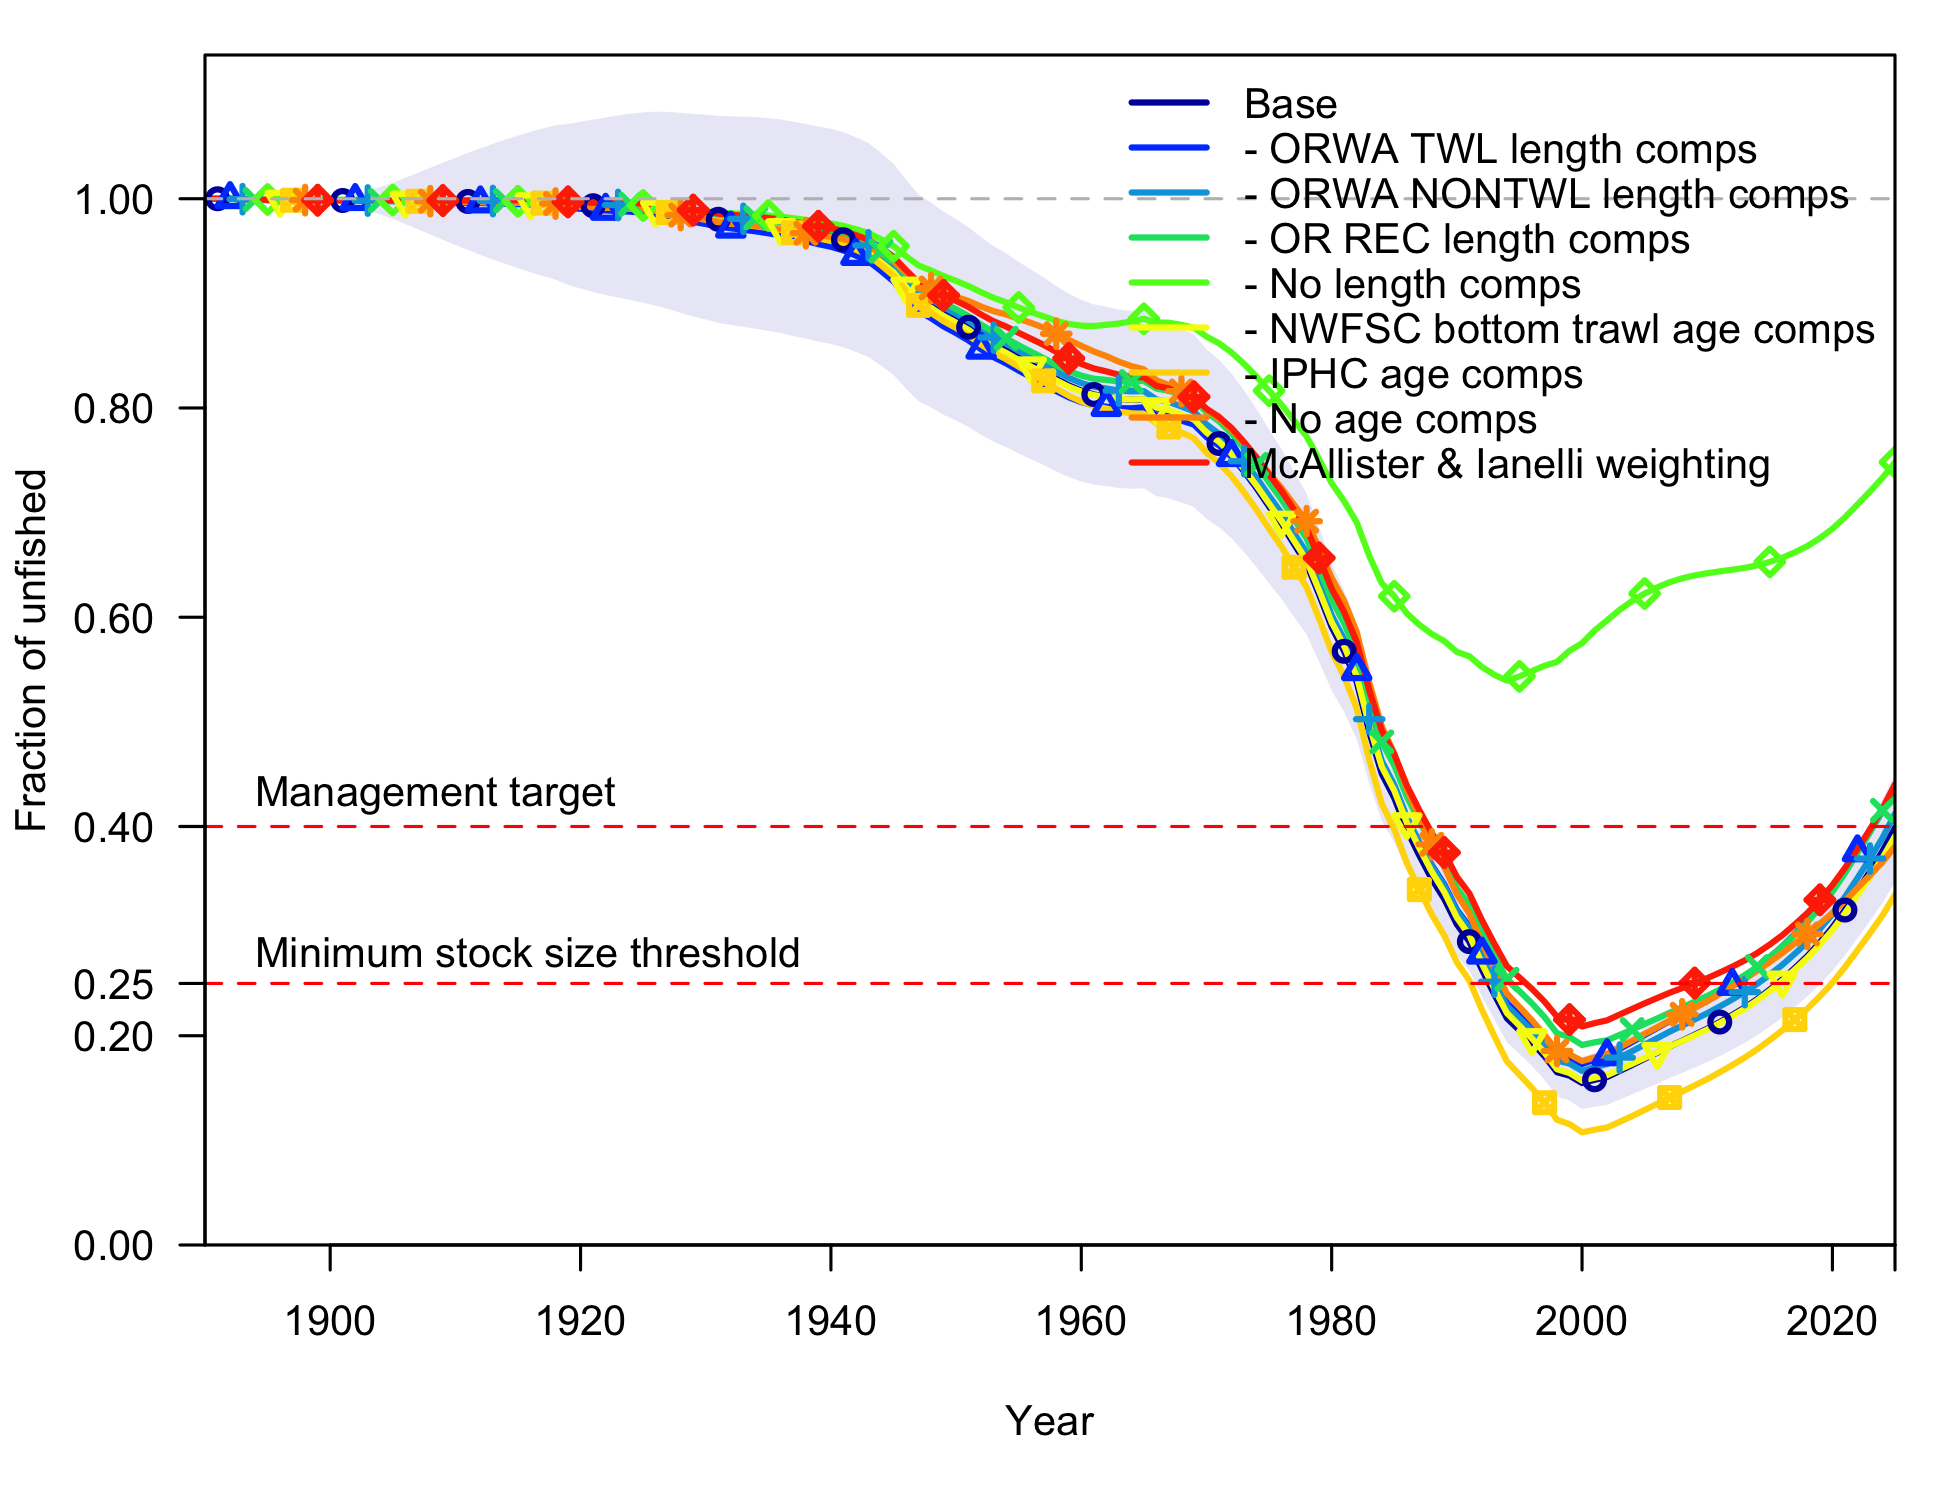 Base
- ORWA TWL length comps
- ORWA NONTWL length comps
- OR REC length comps
- No length comps
- NWFSC bottom trawl age comps
- IPHC age comps
- No age comps
McAllister & Ianelli weighting
1.00
0.80
0.60
0.40
0.25
0.20
0.00
Fraction of unfished
Management target
Minimum stock size threshold
1900
1920
1940
1960
1980
2000
2020
Year